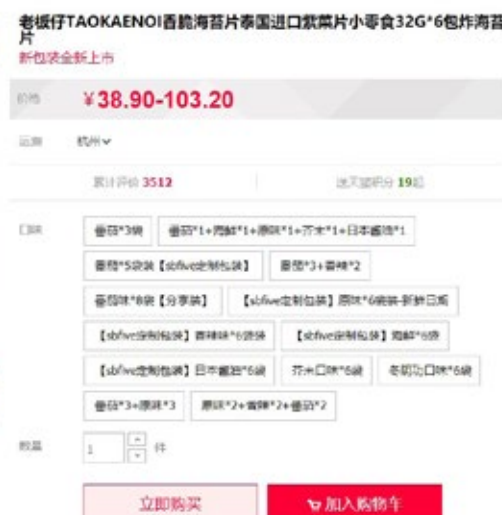 老板仔TAOKAENOI香脆海苔片泰国进口紫菜片小零食32G*6包炸海苔
片
新包装全新上市
价格 ¥38.90-103.20
运费 杭州
累计评价 3512 送天猫积分 19起
口味 番茄*3袋 番茄*1+海鲜*1+原味*1+芥末*1+日本酱油*1
番茄*5袋装【sbfive定制包装】 番茄*3+香辣*2
番茄味*8袋【分享装】 【sbfive定制包装】原味*6袋装-新鲜日期
【sbfive定制包装】香辣味*6袋装 【sbfive定制包装】海鲜*6袋
【sbfive定制包装】日本酱油*6袋 芥末口味*6袋 冬阴功口味*6袋
番茄*3+原味*3 原味*2+香辣*2+番茄*2
数量 1 件
立即购买 加入购物车